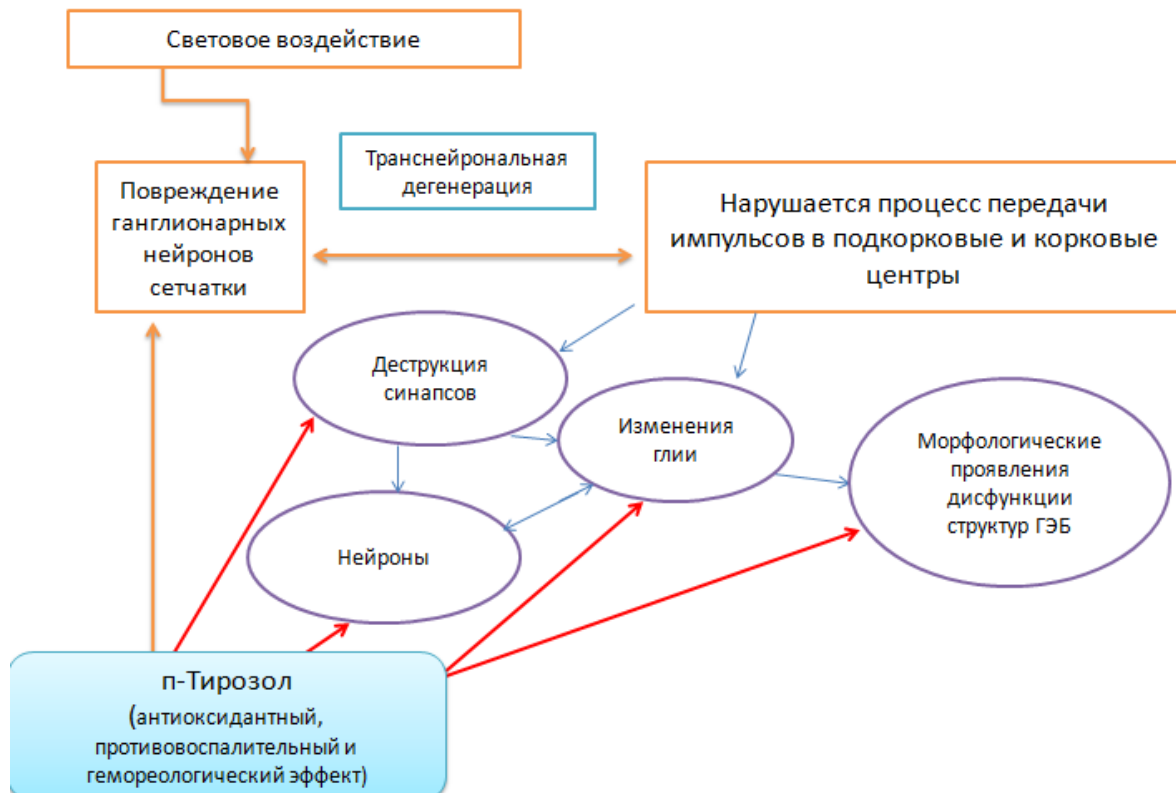 Световое воздействие
Транснейрональная
дегенерация
Повреждение
ганглионарных
нейронов
сетчатки
Нарушается процесс передачи
импульсов в подкорковые и корковые
центры
Деструкция
синапсов
Изменения
глии
Морфологические
проявления
дисфункции
структур ГЭБ
Нейроны
п-Тирозол
(антиоксидантный,
противовоспалительный и
гемореологический эффект)